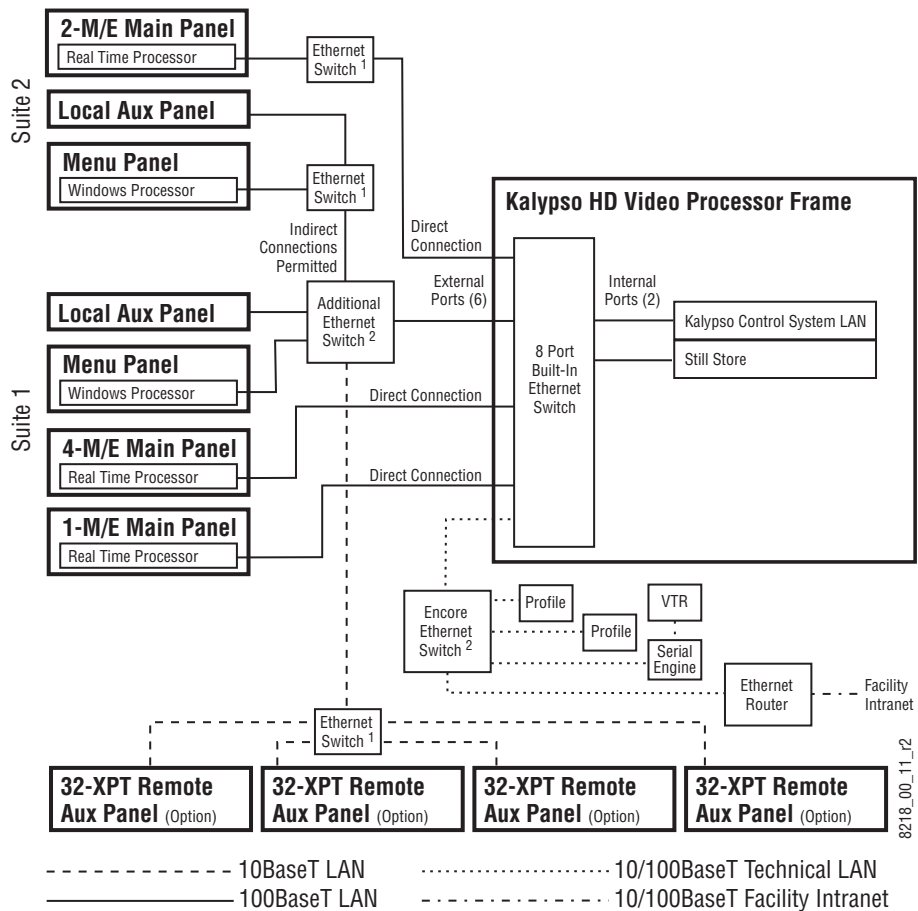 Suite 2
2-M/E Main Panel
Real Time Processor
Ethernet
Switch 1
Local Aux Panel
Menu Panel
Windows Processor
Ethernet
Switch 1
Indirect
Connections
Permitted
Direct
Connection
Kalypso HD Video Processor Frame
External
Ports (6)
Internal
Ports (2)
8 Port
Built-In
Ethernet
Switch
Kalypso Control System LAN
Still Store
Suite 1
Local Aux Panel
Additional
Ethernet
Switch 2
Menu Panel
Windows Processor
Direct Connection
4-M/E Main Panel
Real Time Processor
Direct Connection
1-M/E Main Panel
Real Time Processor
Encore
Ethernet
Switch 2
Profile
Profile
VTR
Serial
Engine
Ethernet
Router
Facility
Intranet
Ethernet
Switch 1
32-XPT Remote
Aux Panel (Option)
32-XPT Remote
Aux Panel (Option)
32-XPT Remote
Aux Panel (Option)
32-XPT Remote
Aux Panel (Option)
8218_00_11_r2
10BaseT LAN
100BaseT LAN
10/100BaseT Technical LAN
10/100BaseT Facility Intranet